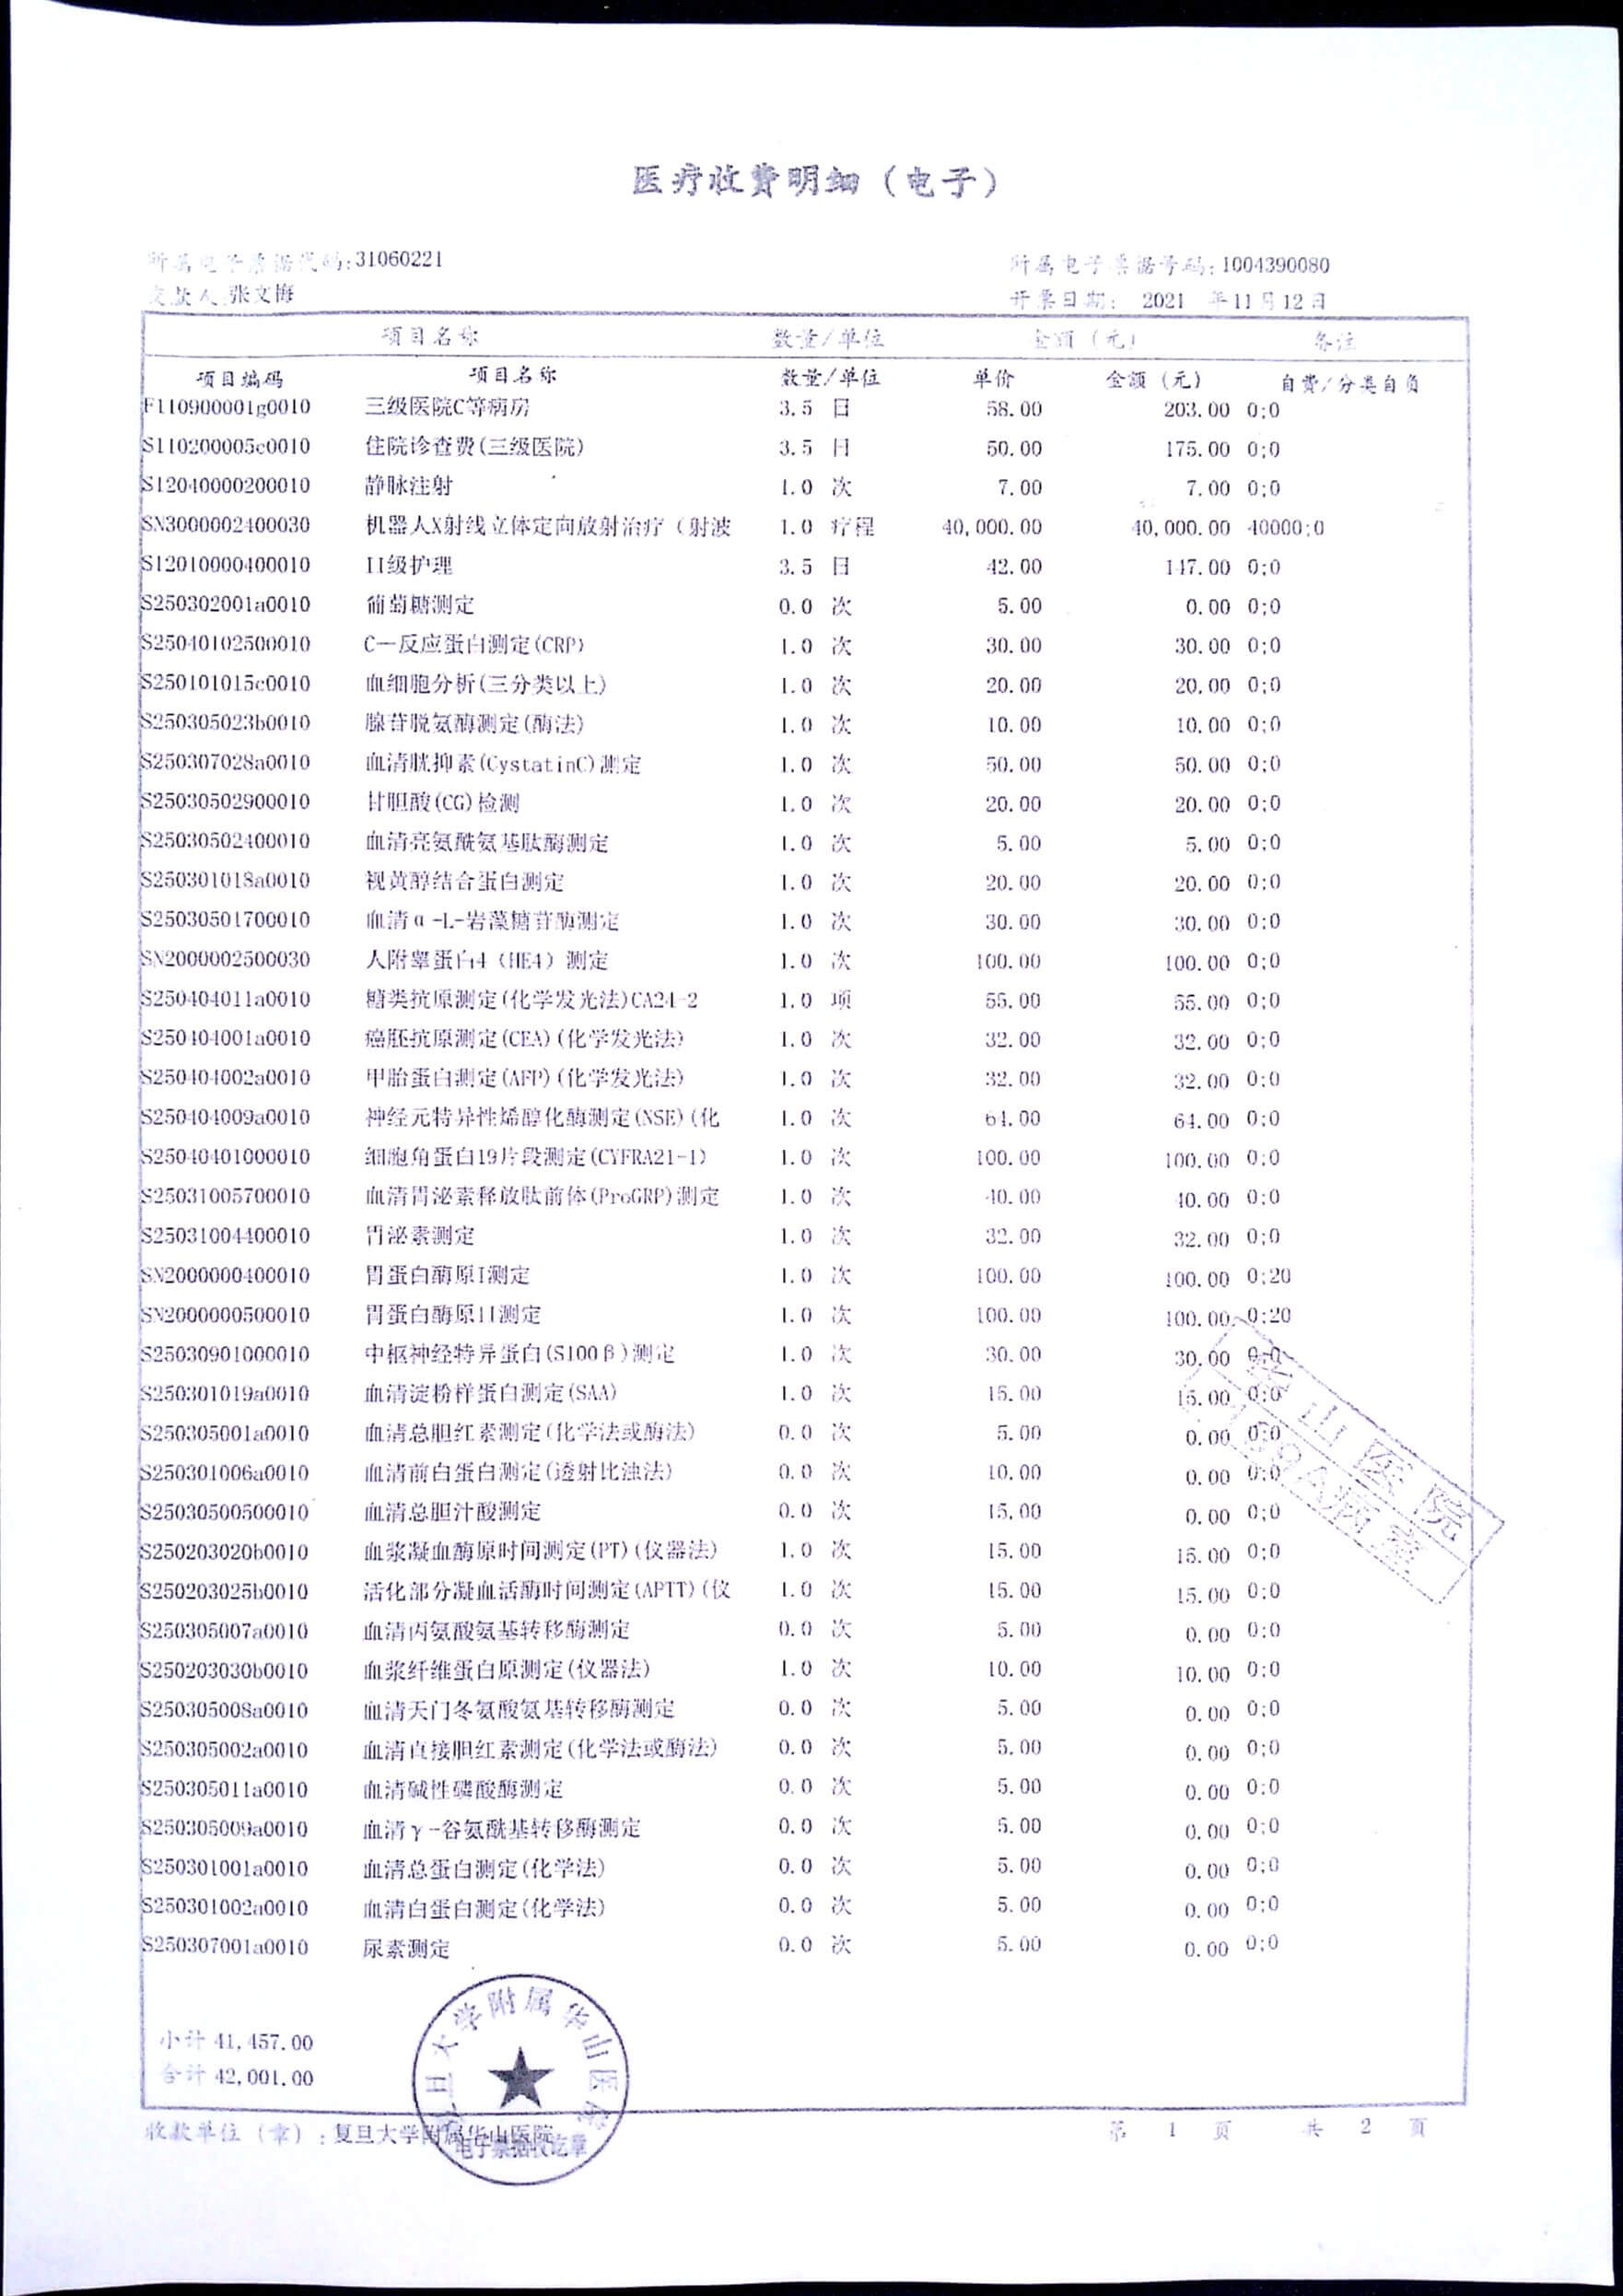 医疗收费明细（电子）
所属电子票据代码:31060221 所属电子票据号码:1004390080
交款人:张文梅 开票日期: 2021 年11月12日
项目名称 数量/单位 金额（元） 备注
项目编码 项目名称 数量/单位 单价 金额（元） 自费/分类自负
F110900001g0010 三级医院C等病房 3.5 日 58.00 203.00 0;0
S110200005c0010 住院诊查费(三级医院) 3.5 日 50.00 175.00 0;0
S12040000200010 静脉注射 1.0 次 7.00 7.00 0;0
SN3000002400030 机器人X射线立体定向放射治疗（射波 1.0 疗程 40,000.00 40,000.00 40000;0
S12010000400010 II级护理 3.5 日 42.00 147.00 0;0
S250302001a0010 葡萄糖测定 0.0 次 5.00 0.00 0;0
S25040102500010 C—反应蛋白测定(CRP) 1.0 次 30.00 30.00 0;0
S250101015c0010 血细胞分析(三分类以上) 1.0 次 20.00 20.00 0;0
S250305023b0010 腺苷脱氨酶测定(酶法) 1.0 次 10.00 10.00 0;0
S250307028a0010 血清胱抑素(CystatinC)测定 1.0 次 50.00 50.00 0;0
S25030502900010 甘胆酸(CG)检测 1.0 次 20.00 20.00 0;0
S25030502400010 血清亮氨酰氨基肽酶测定 1.0 次 5.00 5.00 0;0
S250301018a0010 视黄醇结合蛋白测定 1.0 次 20.00 20.00 0;0
S25030501700010 血清α-L-岩藻糖苷酶测定 1.0 次 30.00 30.00 0;0
SN2000002500030 人附睾蛋白4（HE4）测定 1.0 次 100.00 100.00 0;0
S250404011a0010 糖类抗原测定(化学发光法)CA24-2 1.0 项 55.00 55.00 0;0
S250404001a0010 癌胚抗原测定(CEA)(化学发光法) 1.0 次 32.00 32.00 0;0
S250404002a0010 甲胎蛋白测定(AFP)(化学发光法) 1.0 次 32.00 32.00 0;0
S250404009a0010 神经元特异性烯醇化酶测定(NSE)(化 1.0 次 64.00 64.00 0;0
S25040401000010 细胞角蛋白19片段测定(CYFRA21-1) 1.0 次 100.00 100.00 0;0
S25031005700010 血清胃泌素释放肽前体(ProGRP)测定 1.0 次 40.00 40.00 0;0
S25031004400010 胃泌素测定 1.0 次 32.00 32.00 0;0
SN2000000400010 胃蛋白酶原I测定 1.0 次 100.00 100.00 0;20
SN2000000500010 胃蛋白酶原II测定 1.0 次 100.00 100.00 0;20
S25030901000010 中枢神经特异蛋白(S100β)测定 1.0 次 30.00 30.00 0;0
S250301019a0010 血清淀粉样蛋白测定(SAA) 1.0 次 15.00 15.00 0;0
S250305001a0010 血清总胆红素测定(化学法或酶法) 0.0 次 5.00 0.00 0;0
S250301006a0010 血清前白蛋白测定(透射比浊法) 0.0 次 10.00 0.00 0;0
S25030500500010 血清总胆汁酸测定 0.0 次 15.00 0.00 0;0
S250203020b0010 血浆凝血酶原时间测定(PT)(仪器法) 1.0 次 15.00 15.00 0;0
S250203025b0010 活化部分凝血活酶时间测定(APTT)(仪 1.0 次 15.00 15.00 0;0
S250305007a0010 血清丙氨酸氨基转移酶测定 0.0 次 5.00 0.00 0;0
S250203030b0010 血浆纤维蛋白原测定(仪器法) 1.0 次 10.00 10.00 0;0
S250305008a0010 血清天门冬氨酸氨基转移酶测定 0.0 次 5.00 0.00 0;0
S250305002a0010 血清直接胆红素测定(化学法或酶法) 0.0 次 5.00 0.00 0;0
S250305011a0010 血清碱性磷酸酶测定 0.0 次 5.00 0.00 0;0
S250305009a0010 血清γ-谷氨酰基转移酶测定 0.0 次 5.00 0.00 0;0
S250301001a0010 血清总蛋白测定(化学法) 0.0 次 5.00 0.00 0;0
S250301002a0010 血清白蛋白测定(化学法) 0.0 次 5.00 0.00 0;0
S250307001a0010 尿素测定 0.0 次 5.00 0.00 0;0
华山医院
病室
小计 41,457.00
合计 42,001.00
复旦大学附属华山医院
电子票据收讫章
收款单位（章）:复旦大学附属华山医院 第 1 页 共 2 页